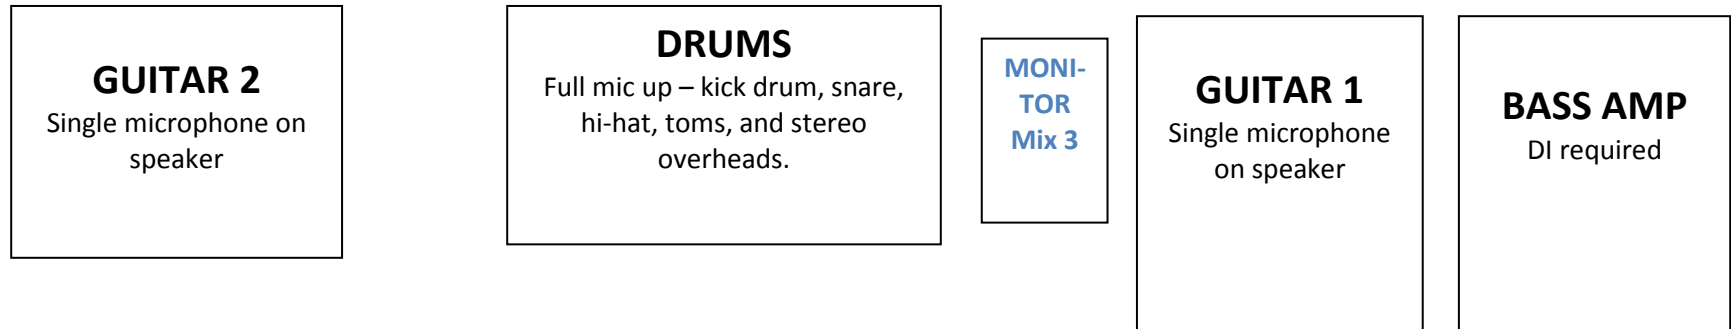 GUITAR 2
Single microphone on
speaker
DRUMS
Full mic up – kick drum, snare,
hi-hat, toms, and stereo
overheads.
MONI-
TOR
Mix 3
GUITAR 1
Single microphone
on speaker
BASS AMP
DI required